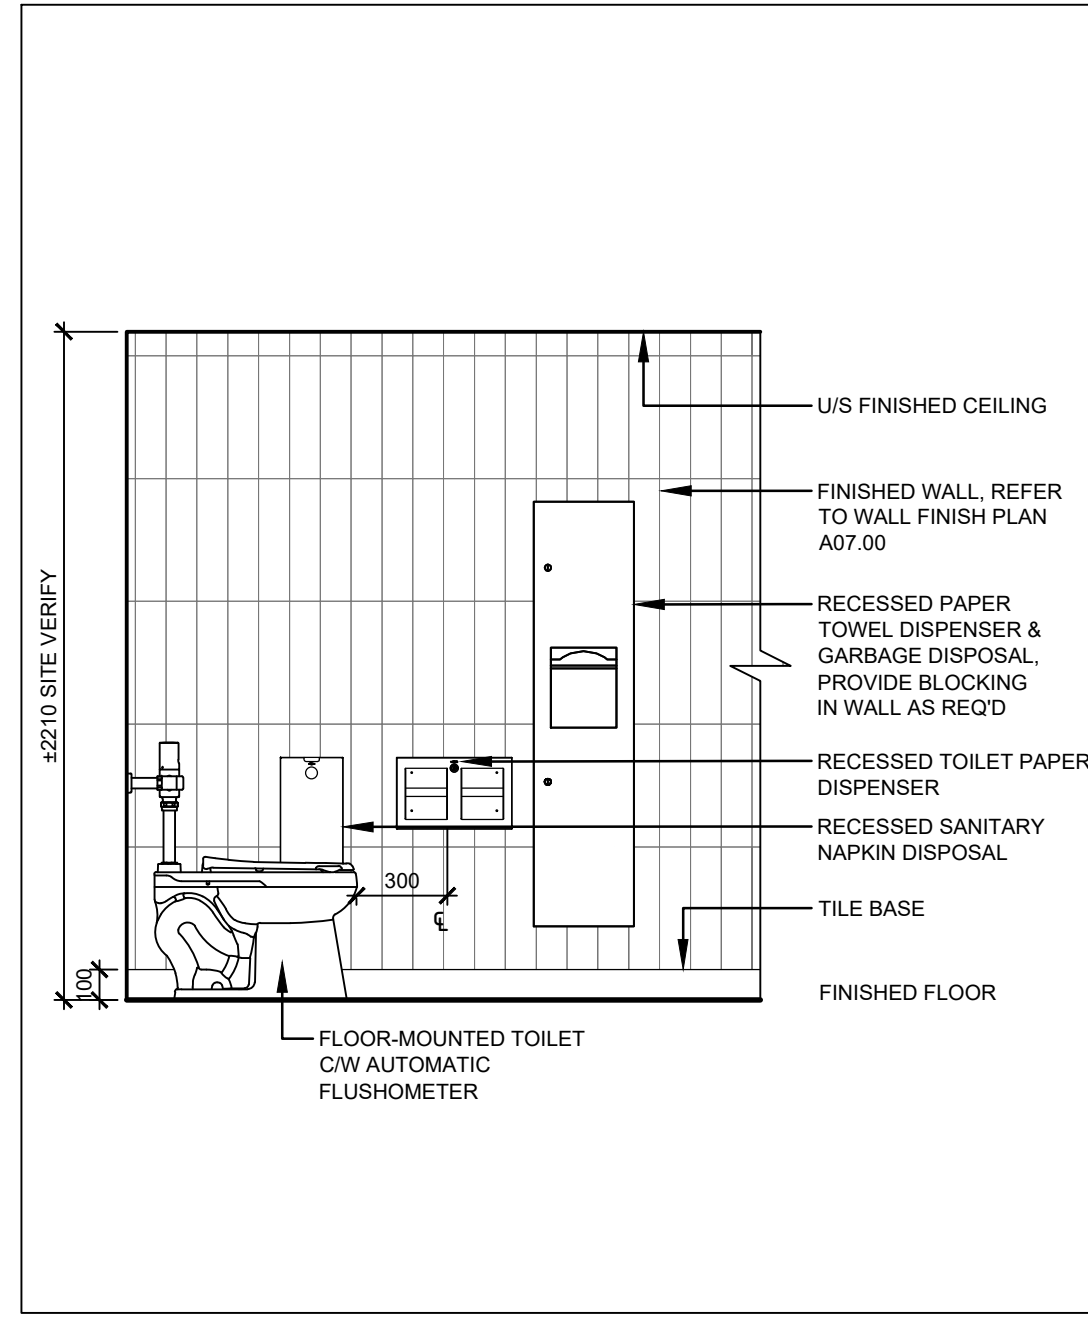 U/S FINISHED CEILING
FINISHED WALL, REFER
TO WALL FINISH PLAN
A07.00
RECESSED PAPER
TOWEL DISPENSER &
GARBAGE DISPOSAL,
PROVIDE BLOCKING
IN WALL AS REQ'D
RECESSED TOILET PAPER
DISPENSER
RECESSED SANITARY
NAPKIN DISPOSAL
TILE BASE
FINISHED FLOOR
±2210 SITE VERIFY
100
300
℄
FLOOR-MOUNTED TOILET
C/W AUTOMATIC
FLUSHOMETER